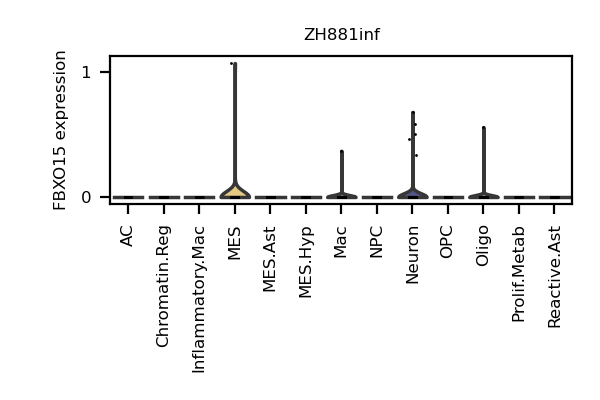 ZH881inf
FBXO15 expression
1
0
AC
Chromatin.Reg
Inflammatory.Mac
MES
MES.Ast
MES.Hyp
Mac
NPC
Neuron
OPC
Oligo
Prolif.Metab
Reactive.Ast